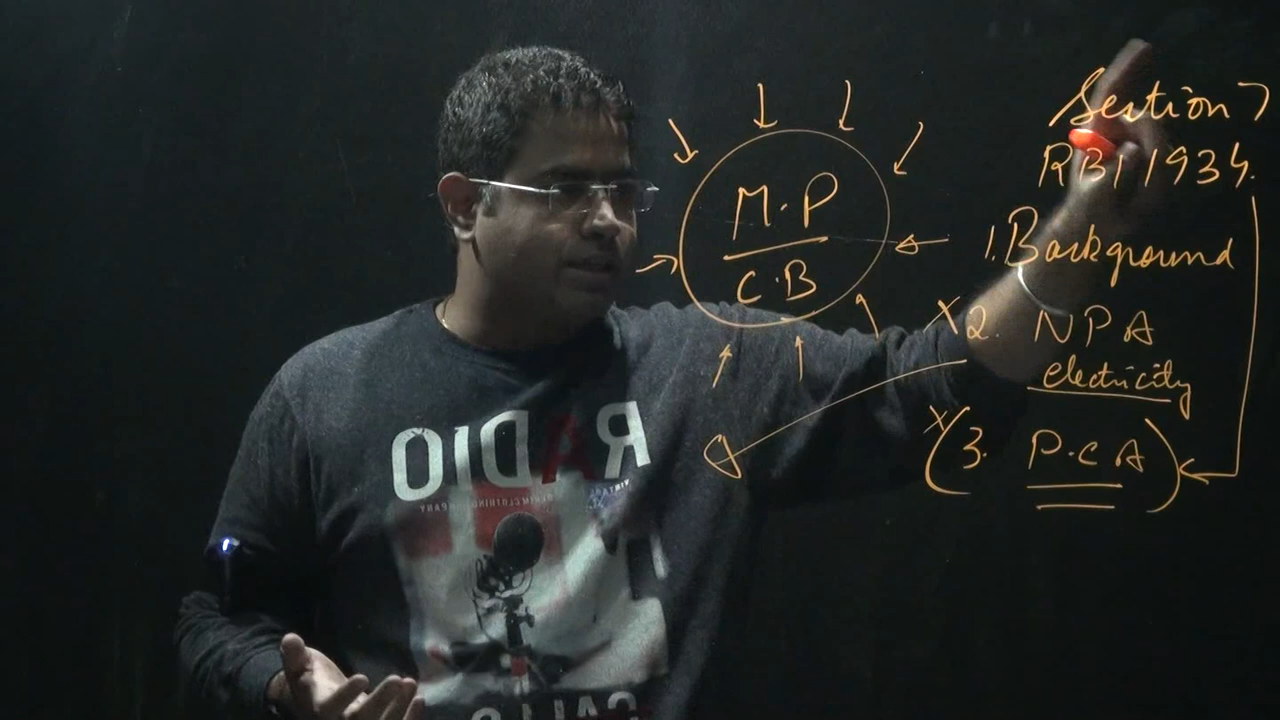 Section 7
RBI 1934.
M.P
C.B
1. Background
X 2. NPA
electricity
X (3. P.C.A)
RADIO